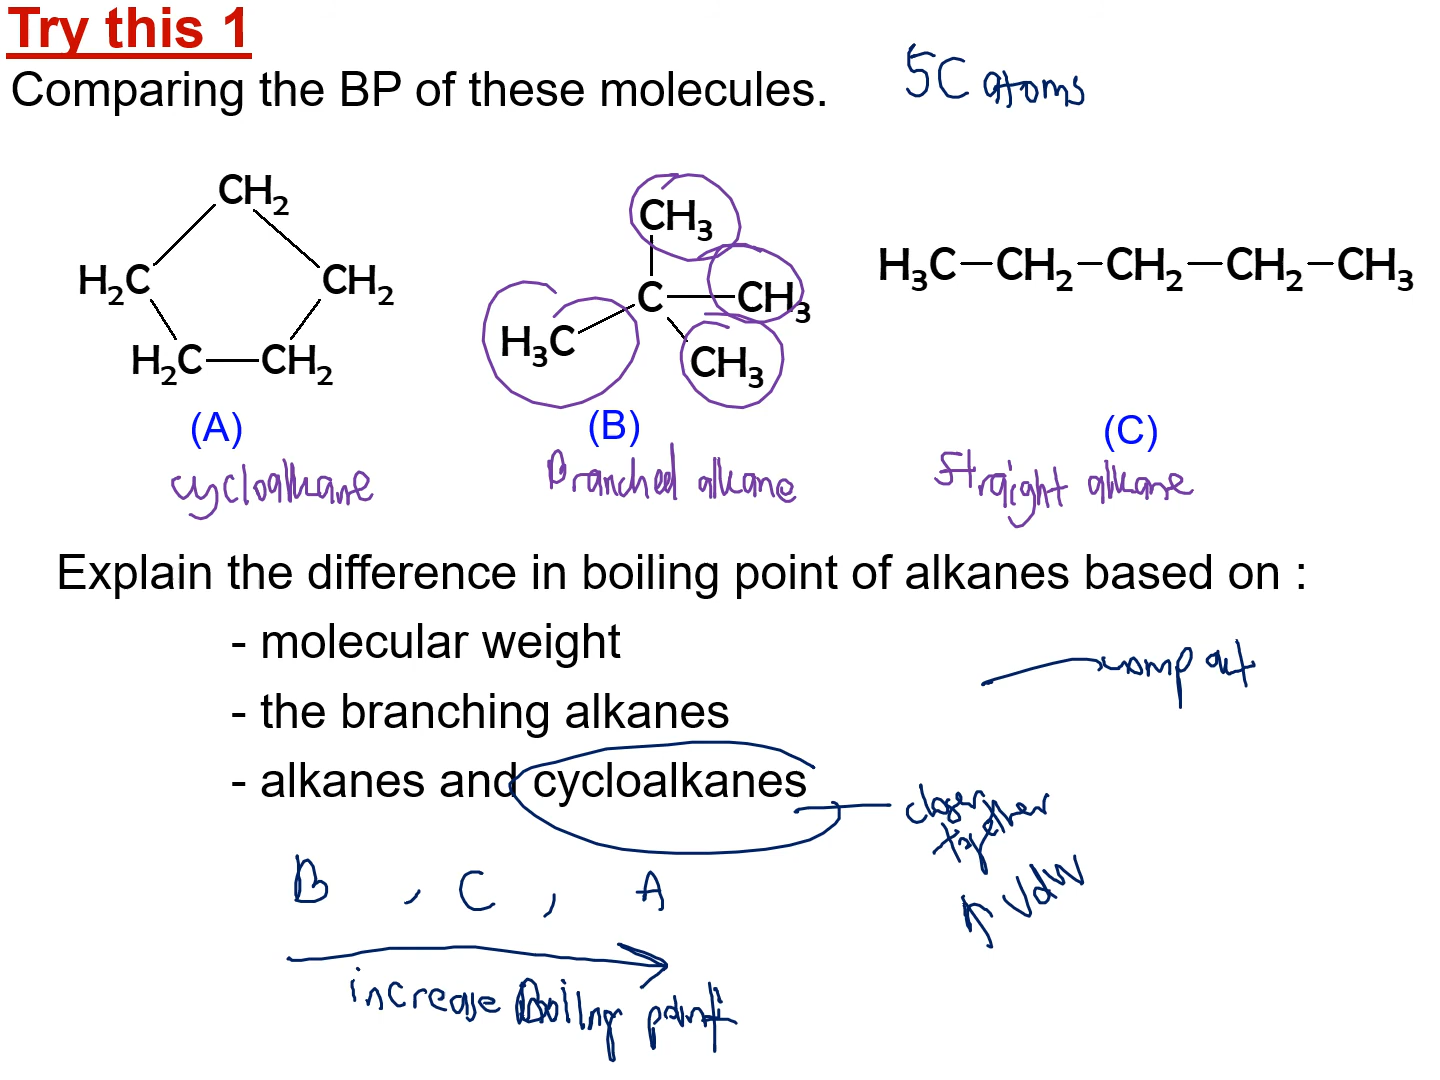 Try this 1
Comparing the BP of these molecules.
5C atoms
CH2
H2C CH2
H2C CH2
(A)
cycloalkane
CH3
C CH3
H3C CH3
(B)
Branched alkane
H3C—CH2—CH2—CH2—CH3
(C)
Straight alkane
Explain the difference in boiling point of alkanes based on :
- molecular weight
- the branching alkanes
- alkanes and cycloalkanes
closer
together
↑ VdW
B , C , A
increase Boiling point